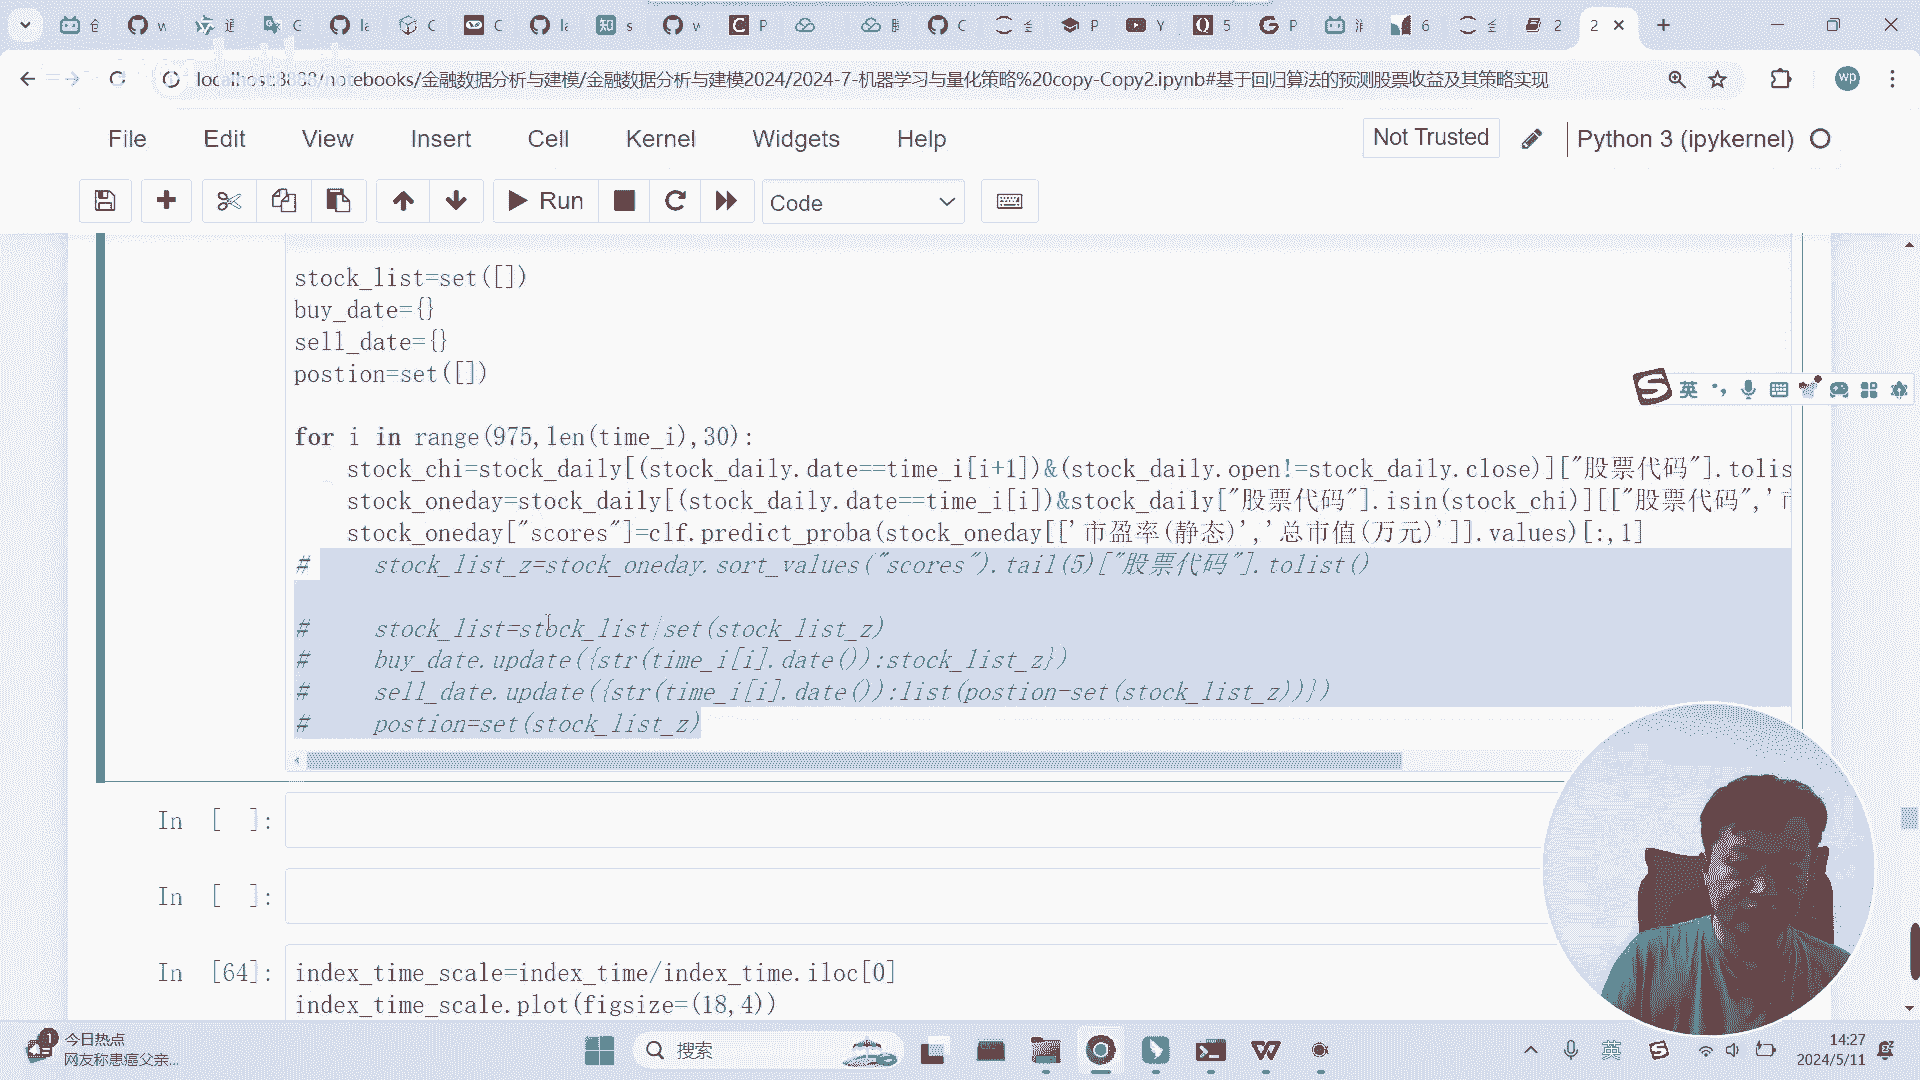 localhost:8888/notebooks/金融数据分析与建模/金融数据分析与建模2024/2024-7-机器学习与量化策略%20copy-Copy2.ipynb#基于回归算法的预测股票收益及其策略实现
wp
File Edit View Insert Cell Kernel Widgets Help
Not Trusted
Python 3 (ipykernel)
Run
Code
stock_list=set([])
buy_date={}
sell_date={}
postion=set([])
英
for i in range(975,len(time_i),30):
stock_chi=stock_daily[(stock_daily.date==time_i[i+1])&(stock_daily.open!=stock_daily.close)]["股票代码"].tolis
stock_oneday=stock_daily[(stock_daily.date==time_i[i])&stock_daily["股票代码"].isin(stock_chi)][["股票代码",'市
stock_oneday["scores"]=clf.predict_proba(stock_oneday[['市盈率(静态)','总市值(万元)']].values)[:,1]
# stock_list_z=stock_oneday.sort_values("scores").tail(5)["股票代码"].tolist()
# stock_list=stock_list|set(stock_list_z)
# buy_date.update({str(time_i[i].date()):stock_list_z})
# sell_date.update({str(time_i[i].date()):list(postion-set(stock_list_z))})
# postion=set(stock_list_z)
In [ ]:
In [ ]:
In [64]:
index_time_scale=index_time/index_time.iloc[0]
index_time_scale.plot(figsize=(18,4))
1
今日热点
网友称患癌父亲...
搜索
英
14:27
2024/5/11